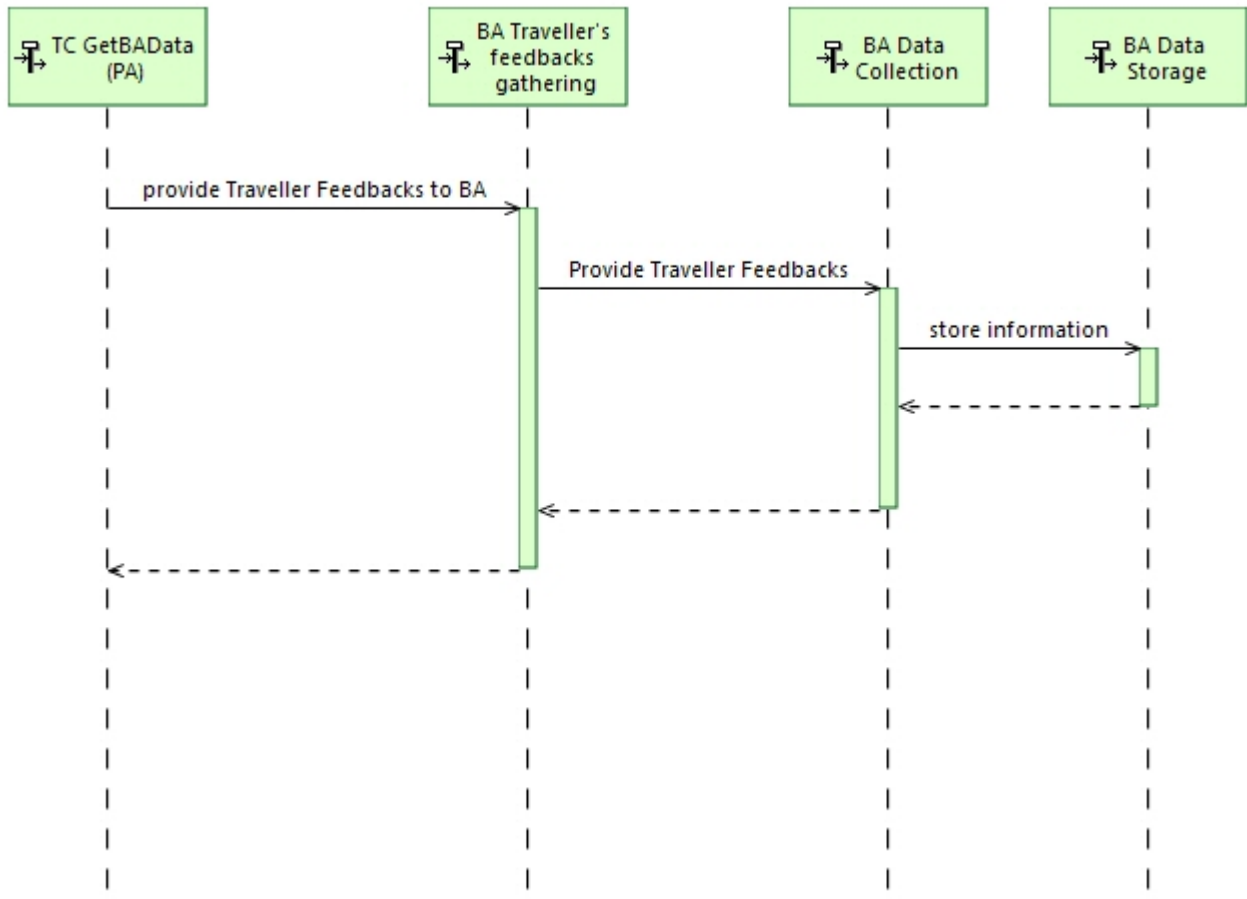 TC GetBAData
(PA)
BA Traveller's
feedbacks
gathering
BA Data
Collection
BA Data
Storage
provide Traveller Feedbacks to BA
Provide Traveller Feedbacks
store information